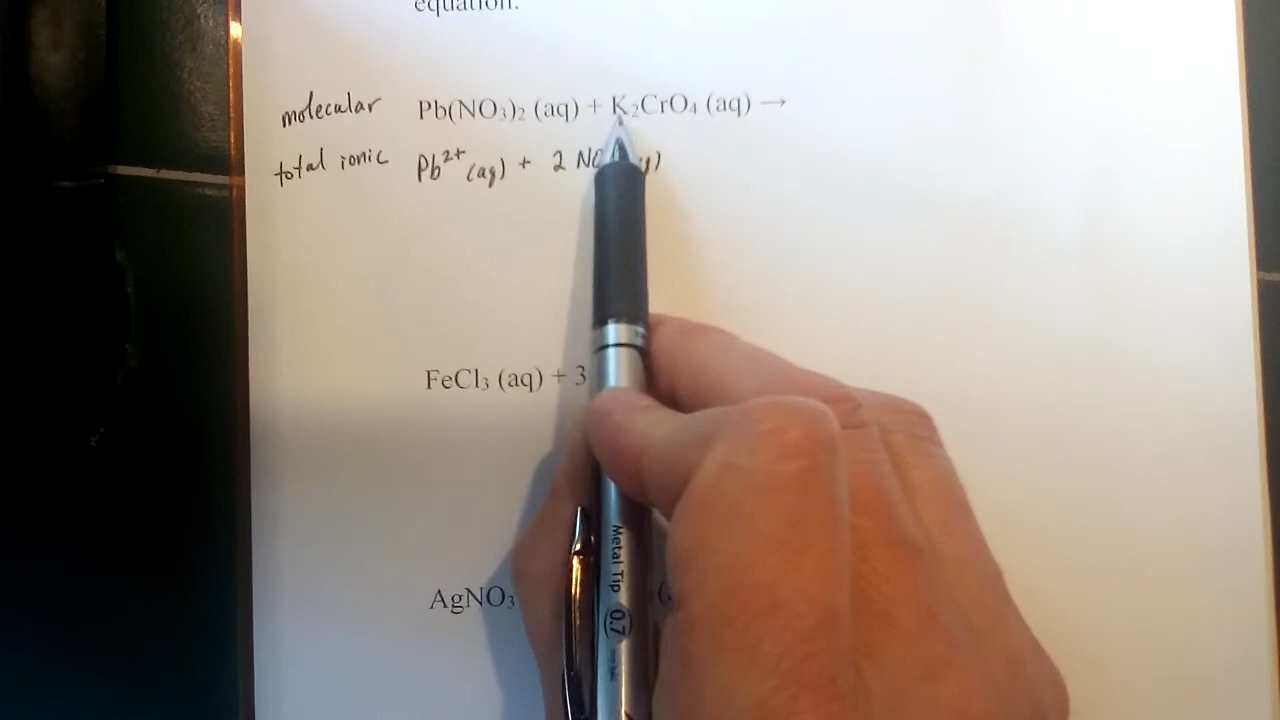 equation.
molecular Pb(NO₃)₂ (aq) + K₂CrO₄ (aq) →
total ionic Pb²⁺ (aq) + 2 NO
FeCl₃ (aq) + 3
AgNO₃ (
Metal Tip 0.7